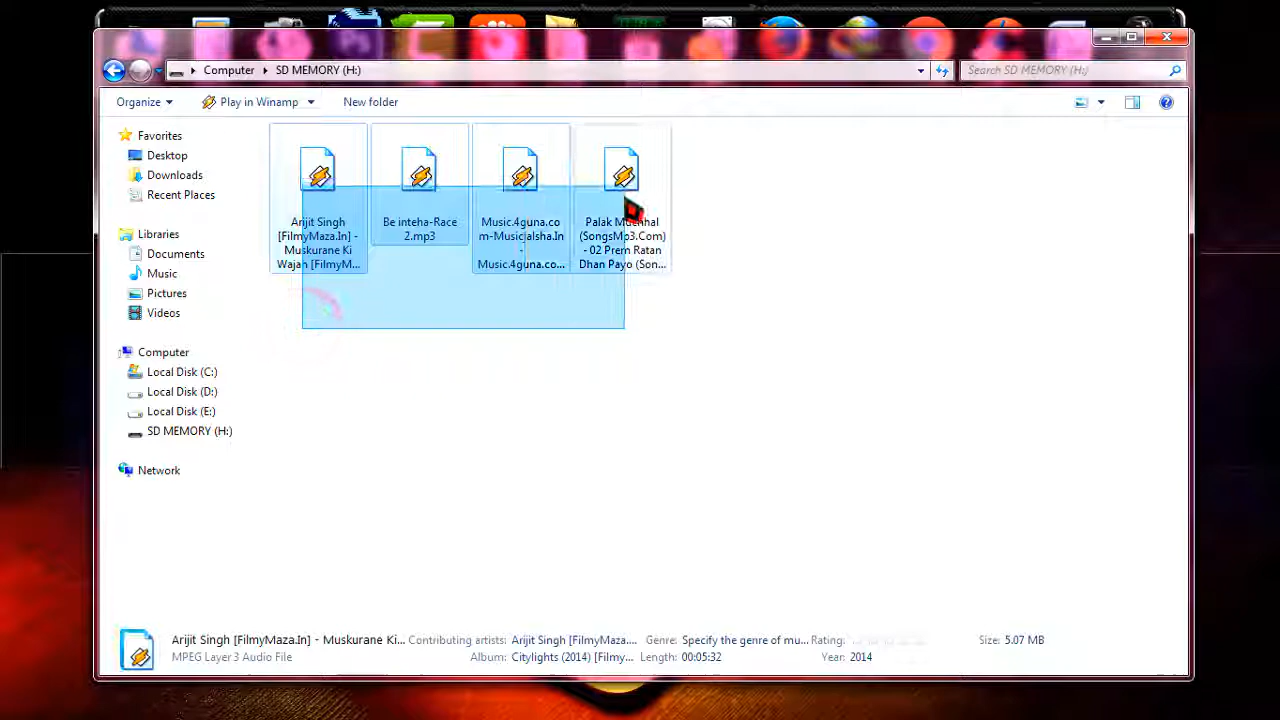 Computer SD MEMORY (H:)
Search SD MEMORY (H:)
Organize Play in Winamp New folder
Favorites
Desktop
Downloads
Recent Places
Libraries
Documents
Music
Pictures
Videos
Computer
Local Disk (C:)
Local Disk (D:)
Local Disk (E:)
SD MEMORY (H:)
Network
Arijit Singh
[FilmyMaza.In] -
Muskurane Ki
Wajah [FilmyM...
Be inteha-Race
2.mp3
Music.4guna.co
m-Musicjalsha.In
-
Music.4guna.co...
Palak Muchhal
(SongsMp3.Com)
- 02 Prem Ratan
Dhan Payo (Son...
Arijit Singh [FilmyMaza.In] - Muskurane Ki... Contributing artists: Arijit Singh [FilmyMaza.... Genre: Specify the genre of mu... Rating: Size: 5.07 MB
MPEG Layer 3 Audio File Album: Citylights (2014) [Filmy... Length: 00:05:32 Year: 2014